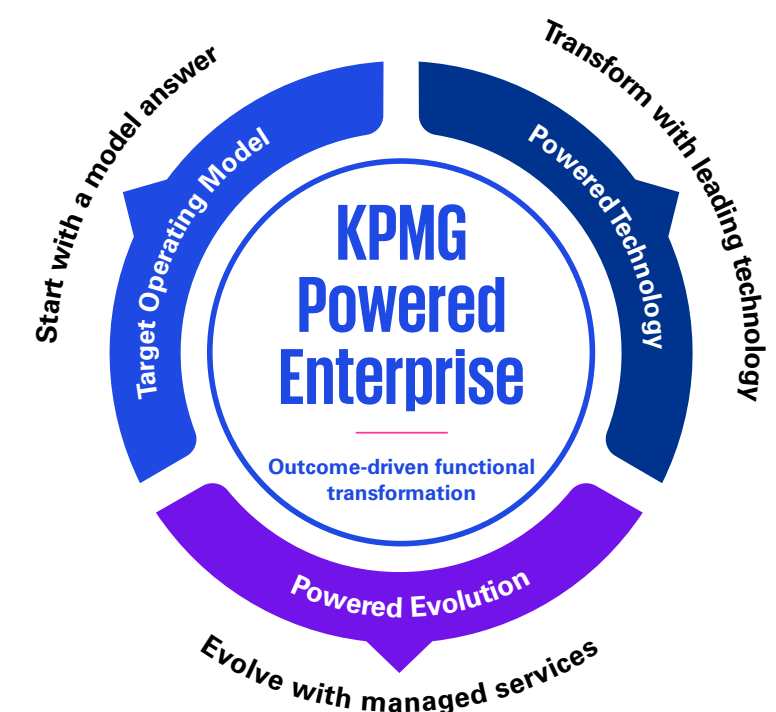 Start with a model answer
Target Operating Model
Transform with leading technology
Powered Technology
KPMG
Powered
Enterprise
Outcome-driven functional
transformation
Powered Evolution
Evolve with managed services